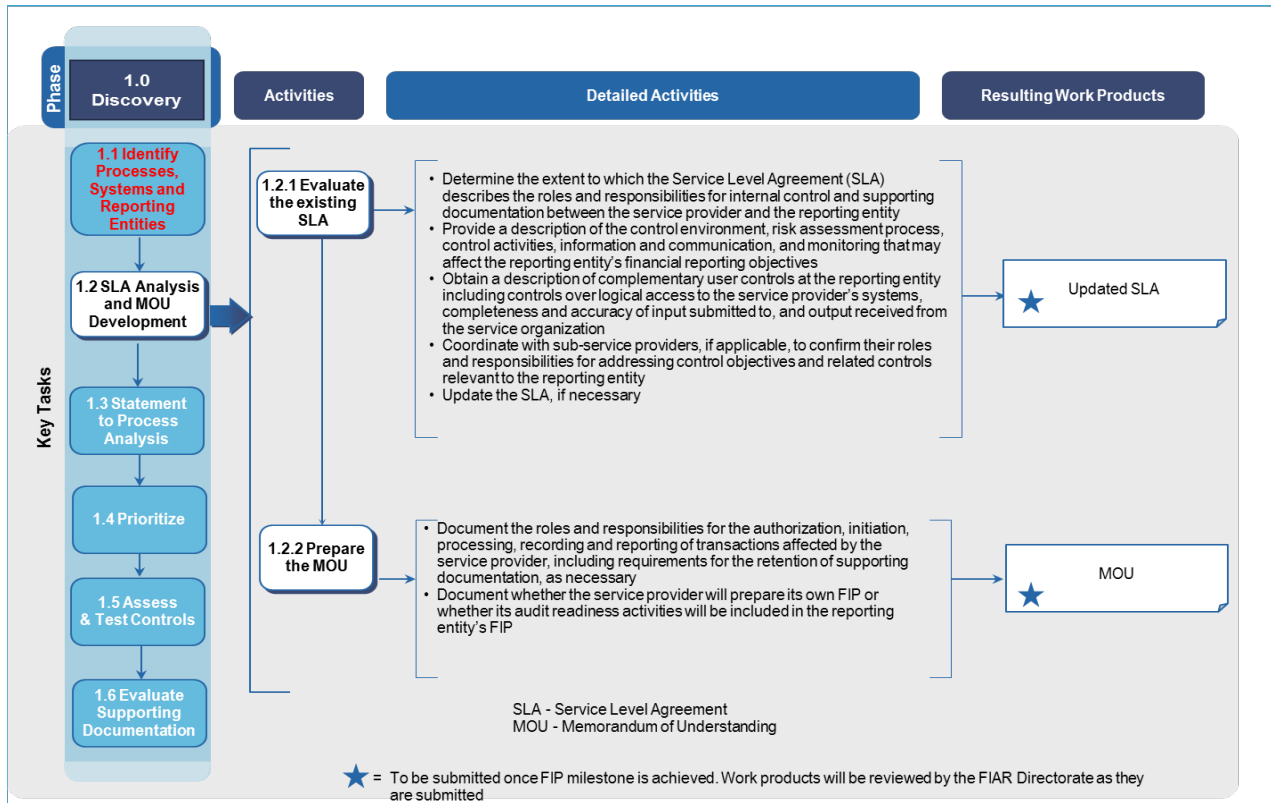 Phase
1.0
Discovery
Activities
Detailed Activities
Resulting Work Products
Key Tasks
1.1 Identify
Processes,
Systems and
Reporting
Entities
1.2 SLA Analysis
and MOU
Development
1.3 Statement
to Process
Analysis
1.4 Prioritize
1.5 Assess
& Test Controls
1.6 Evaluate
Supporting
Documentation
1.2.1 Evaluate
the existing
SLA
• Determine the extent to which the Service Level Agreement (SLA)
describes the roles and responsibilities for internal control and supporting
documentation between the service provider and the reporting entity
• Provide a description of the control environment, risk assessment process,
control activities, information and communication, and monitoring that may
affect the reporting entity's financial reporting objectives
• Obtain a description of complementary user controls at the reporting entity
including controls over logical access to the service provider's systems,
completeness and accuracy of input submitted to, and output received from
the service organization
• Coordinate with sub-service providers, if applicable, to confirm their roles
and responsibilities for addressing control objectives and related controls
relevant to the reporting entity
• Update the SLA, if necessary
Updated SLA
1.2.2 Prepare
the MOU
• Document the roles and responsibilities for the authorization, initiation,
processing, recording and reporting of transactions affected by the
service provider, including requirements for the retention of supporting
documentation, as necessary
• Document whether the service provider will prepare its own FIP or
whether its audit readiness activities will be included in the reporting
entity's FIP
MOU
SLA - Service Level Agreement
MOU - Memorandum of Understanding
= To be submitted once FIP milestone is achieved. Work products will be reviewed by the FIAR Directorate as they
are submitted